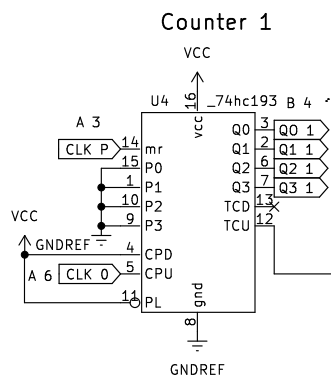 Counter 1
VCC
U4 16 _74hc193 B 4
A 3 vcc 3 Q0 Q0 1
CLK P 14 mr 2 Q1 Q1 1
15 P0 6 Q2 Q2 1
1 P1 7 Q3 Q3 1
10 P2 TCD 13
9 P3 TCU 12
VCC
GNDREF 4 CPD
A 6 CLK 0 5 CPU
11 PL gnd
8
GNDREF